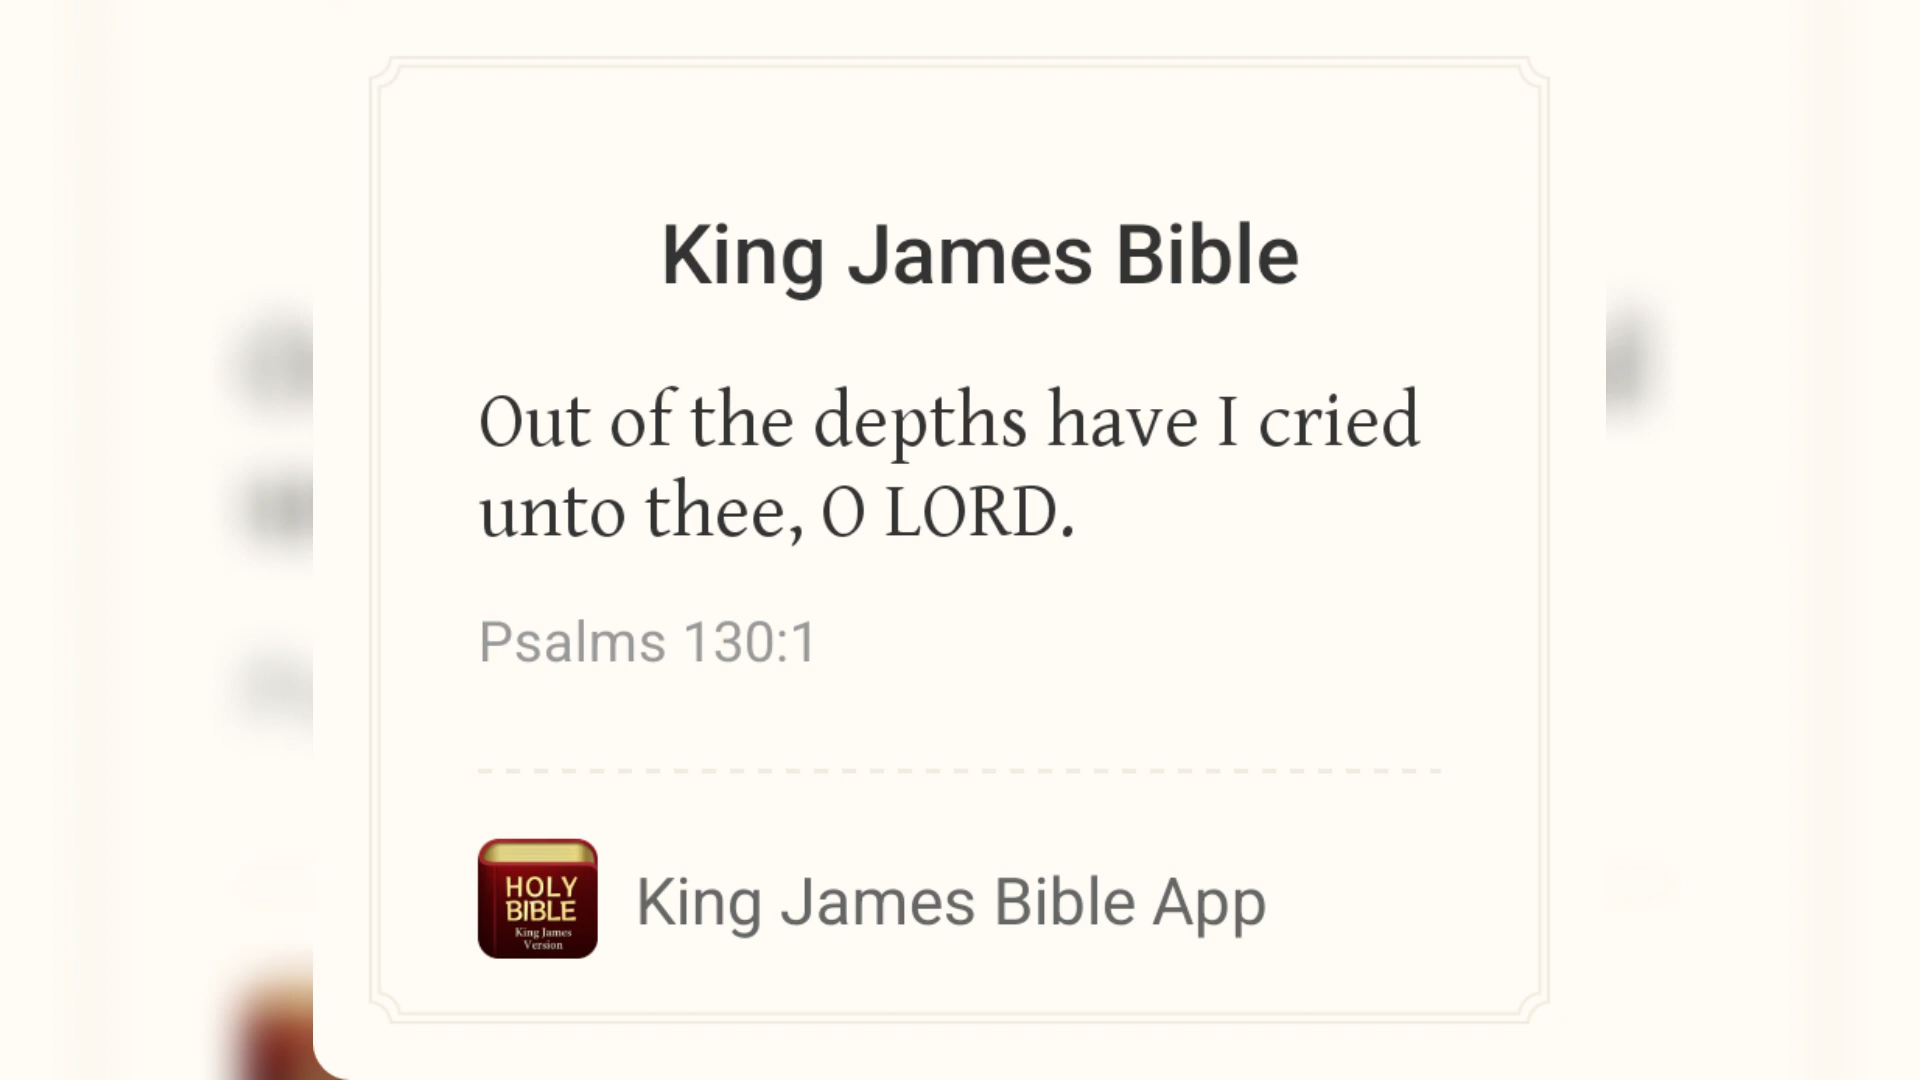 King James Bible
Out of the depths have I cried
unto thee, O LORD.
Psalms 130:1
HOLY
BIBLE
King James
Version
King James Bible App